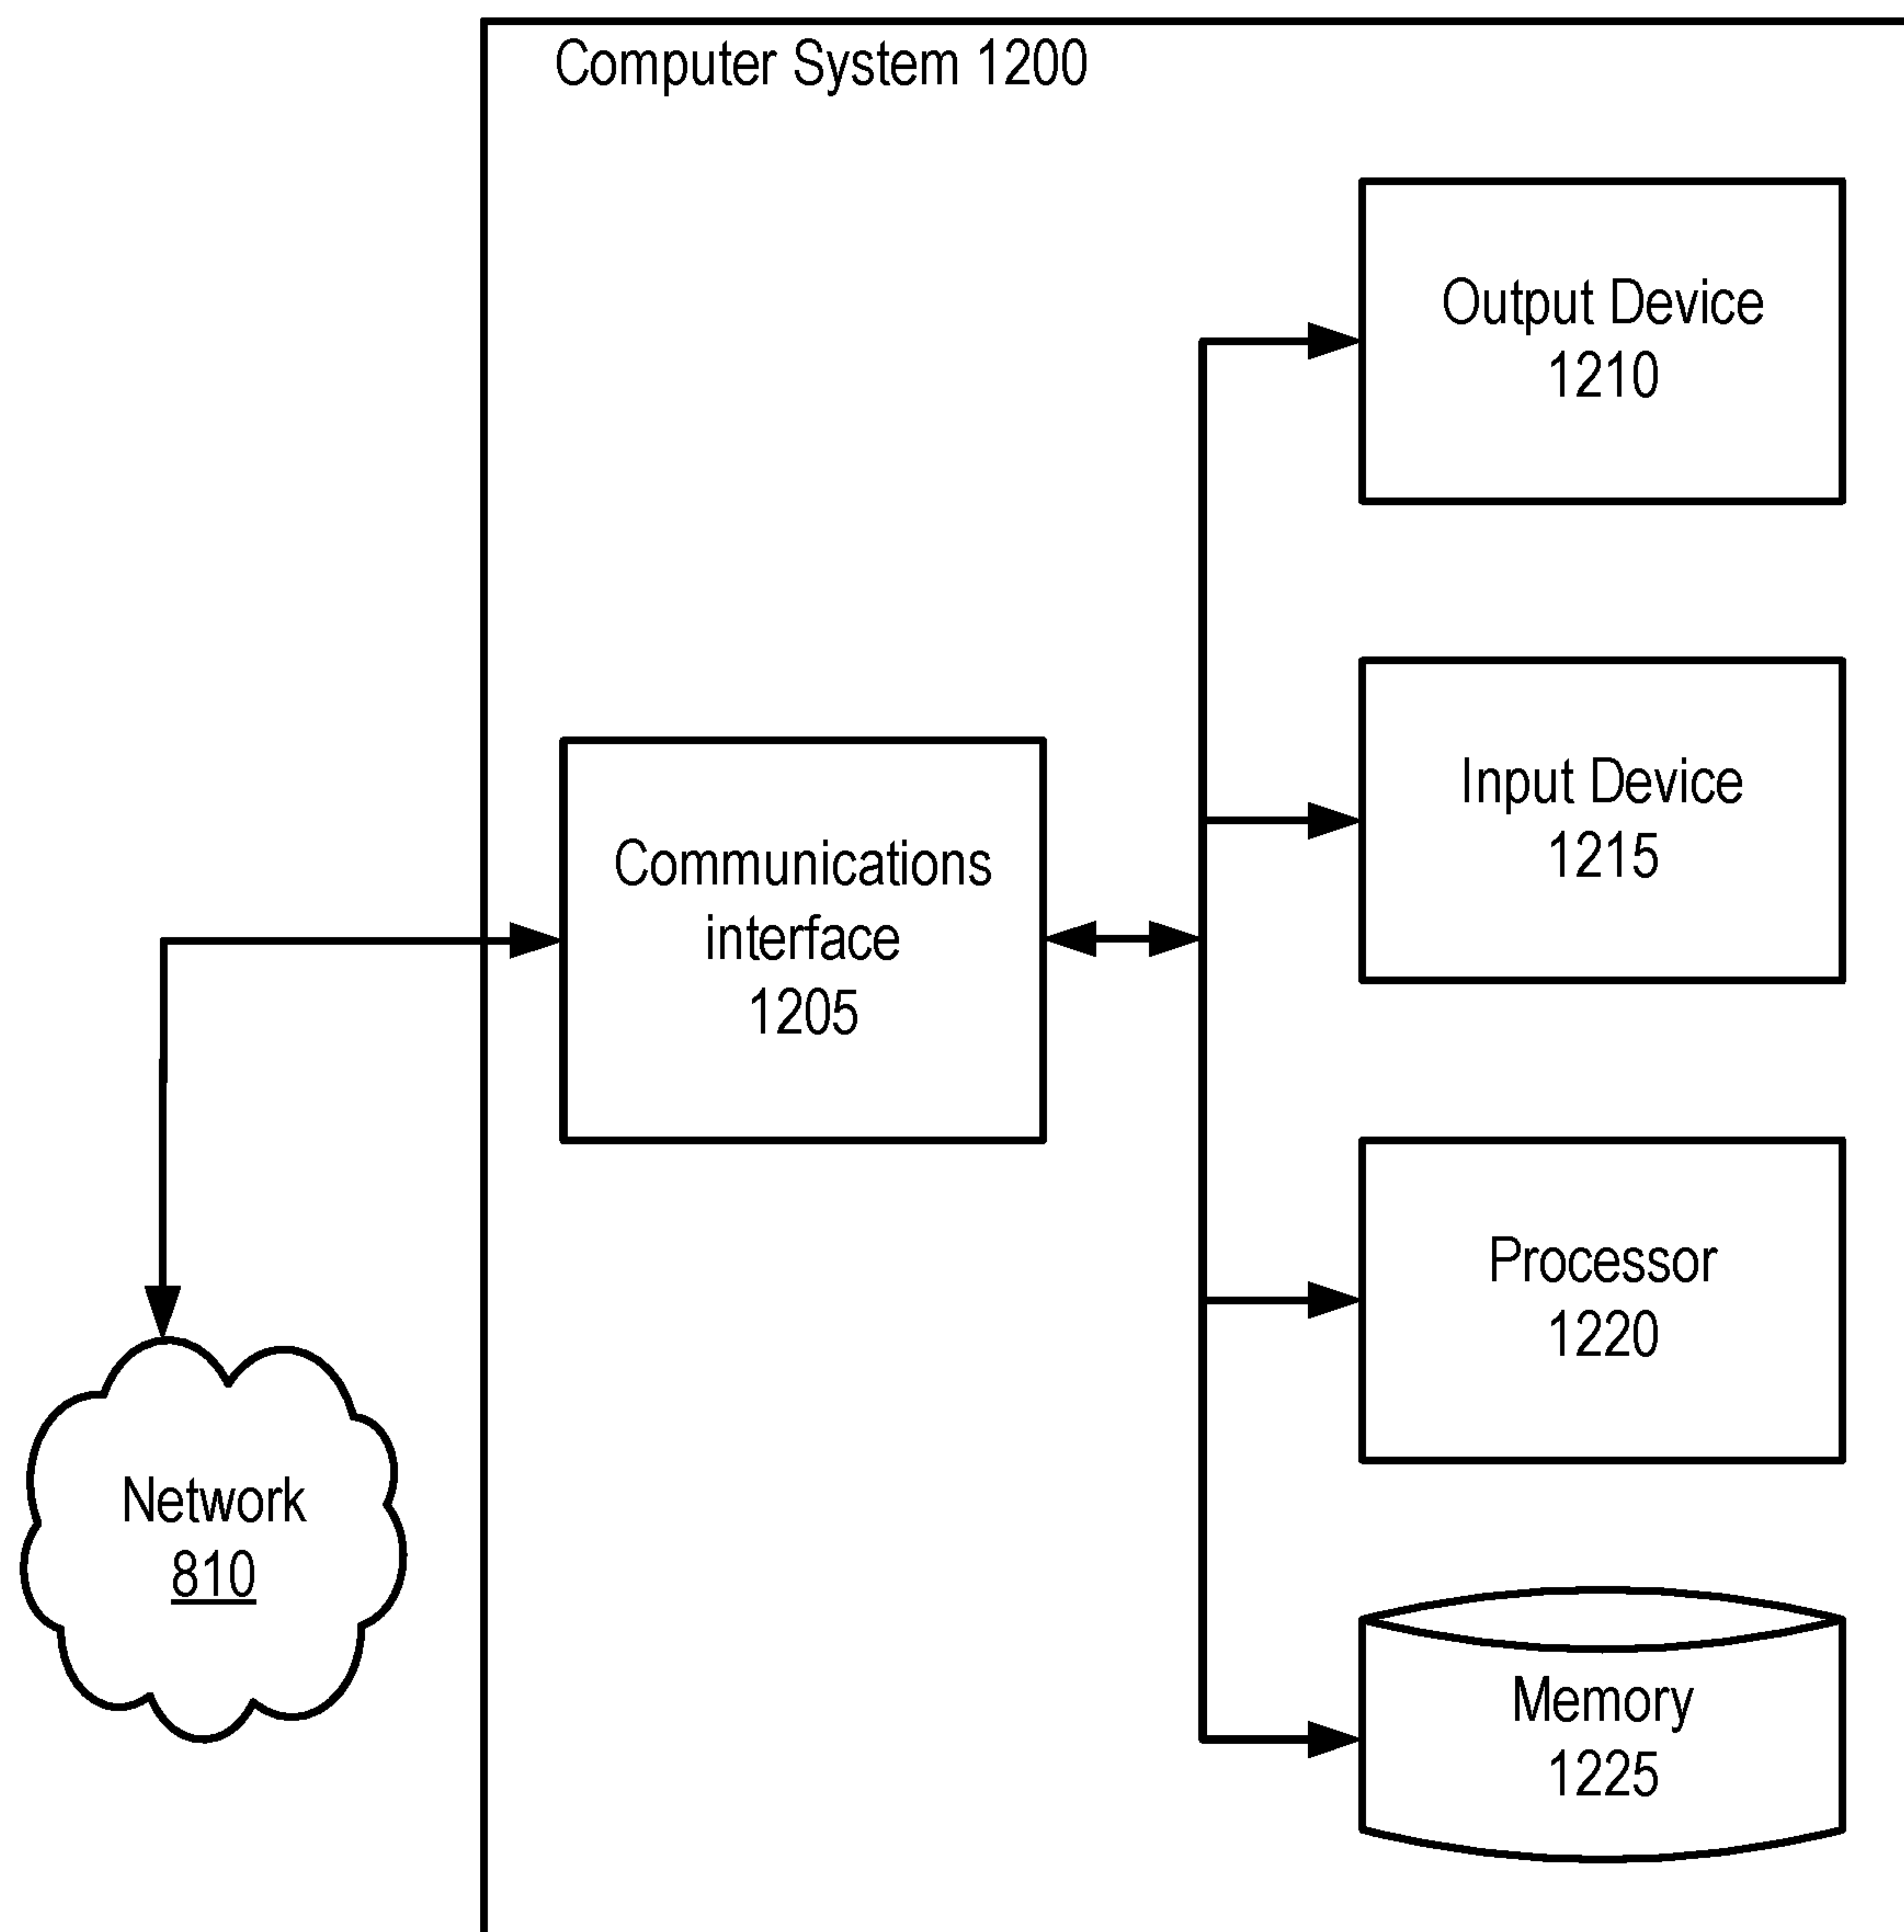 Computer System 1200
Output Device
1210
Input Device
1215
Communications
interface
1205
Processor
1220
Network
810
Memory
1225